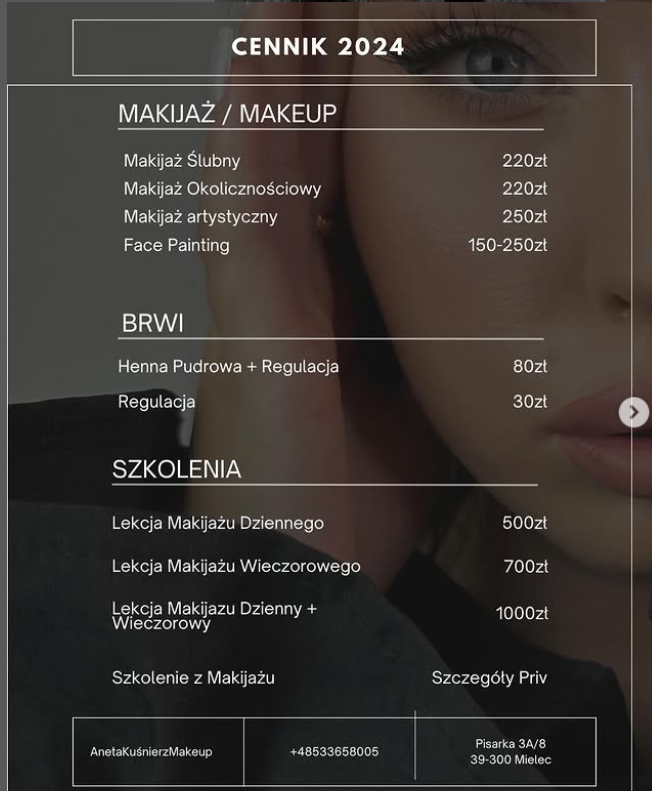 CENNIK 2024
MAKIJAŻ / MAKEUP
Makijaż Ślubny 220zł
Makijaż Okolicznościowy 220zł
Makijaż artystyczny 250zł
Face Painting 150-250zł
BRWI
Henna Pudrowa + Regulacja 80zł
Regulacja 30zł
SZKOLENIA
Lekcja Makijażu Dziennego 500zł
Lekcja Makijażu Wieczorowego 700zł
Lekcja Makijazu Dzienny +
Wieczorowy 1000zł
Szkolenie z Makijażu Szczegóły Priv
AnetaKuśnierzMakeup
+48533658005
Pisarka 3A/8
39-300 Mielec